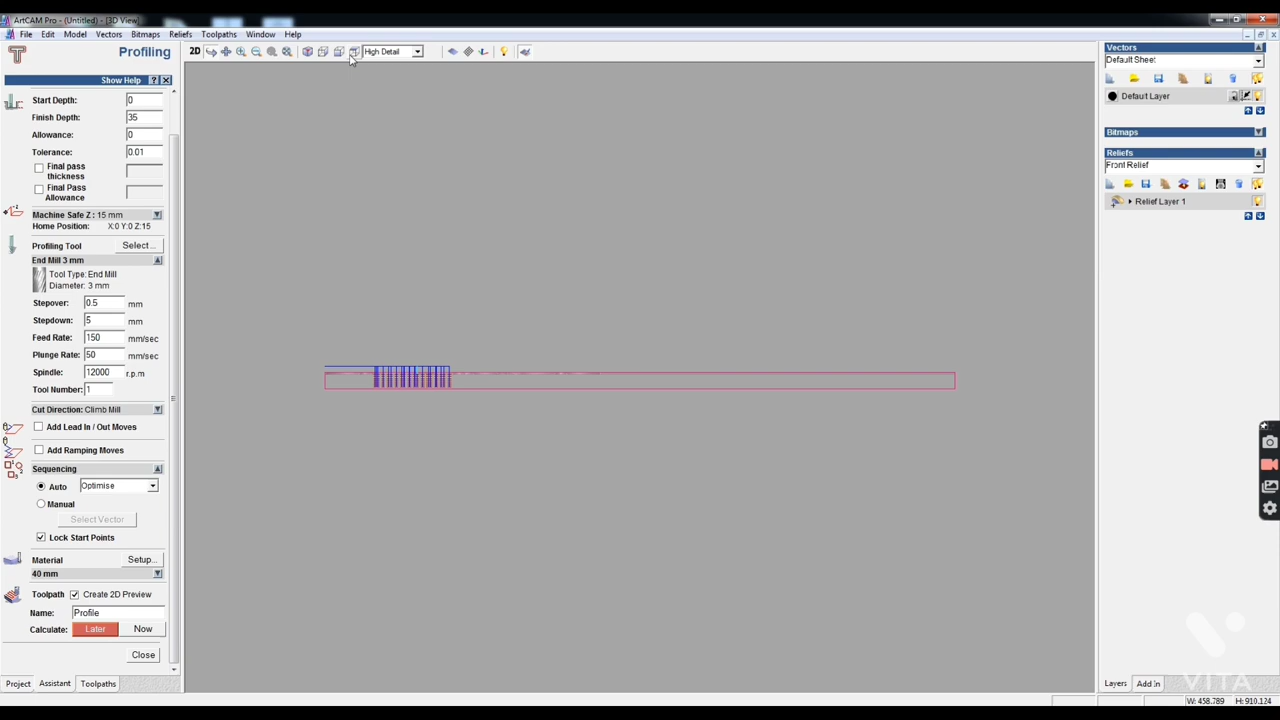 ArtCAM Pro - (Untitled) - [3D View]
File Edit Model Vectors Bitmaps Reliefs Toolpaths Window Help
Profiling
2D High Detail
Show Help ? X
Start Depth: 0
Finish Depth: 35
Allowance: 0
Tolerance: 0.01
Final pass
thickness
Final Pass
Allowance
Machine Safe Z : 15 mm
Home Position: X:0 Y:0 Z:15
Profiling Tool Select...
End Mill 3 mm
Tool Type: End Mill
Diameter: 3 mm
Stepover: 0.5 mm
Stepdown: 5 mm
Feed Rate: 150 mm/sec
Plunge Rate: 50 mm/sec
Spindle: 12000 r.p.m
Tool Number: 1
Cut Direction: Climb Mill
Add Lead In / Out Moves
Add Ramping Moves
Sequencing
Auto Optimise
Manual
Select Vector
Lock Start Points
Material Setup...
40 mm
Toolpath Create 2D Preview
Name: Profile
Calculate: Later Now
Close
Project Assistant Toolpaths
Vectors
Default Sheet
Default Layer
Bitmaps
Reliefs
Front Relief
Relief Layer 1
Layers Add In
W: 458.789 H: 910.124
VITA